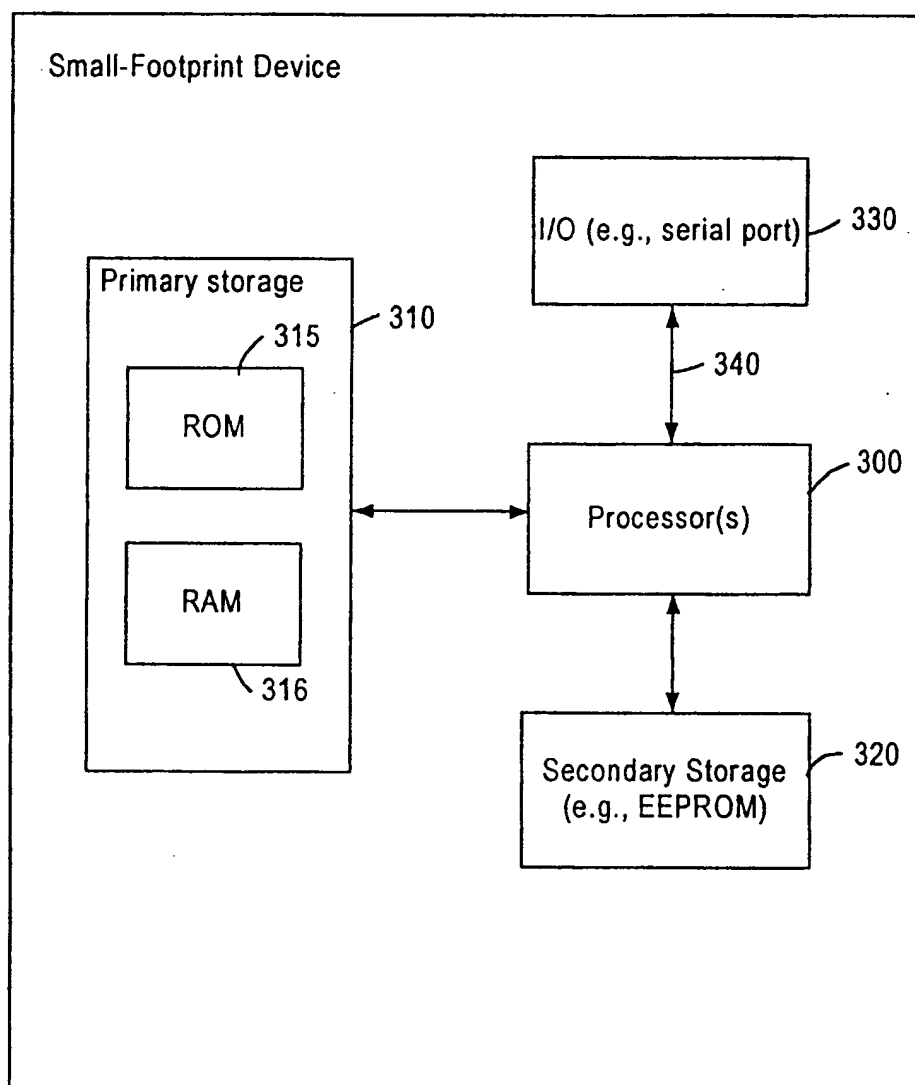 Small-Footprint Device
I/O (e.g., serial port)
330
Primary storage
310
315
340
ROM
300
Processor(s)
RAM
316
320
Secondary Storage
(e.g., EEPROM)